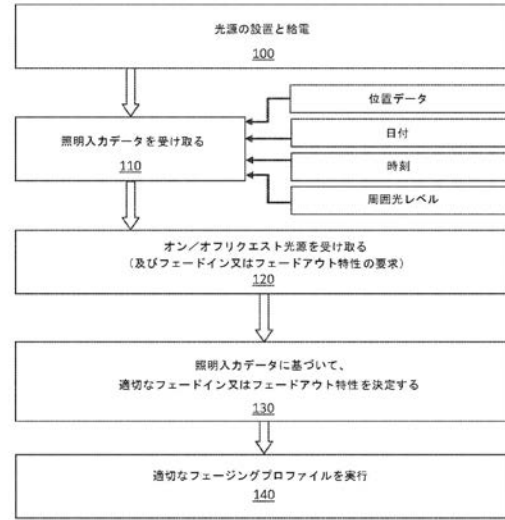 光源の設置と給電
100
照明入力データを受け取る
110
位置データ
日付
時刻
周囲光レベル
オン／オフリクエスト光源を受け取る
（及びフェードイン又はフェードアウト特性の要求）
120
照明入力データに基づいて、
適切なフェードイン又はフェードアウト特性を決定する
130
適切なフェージングプロファイルを実行
140